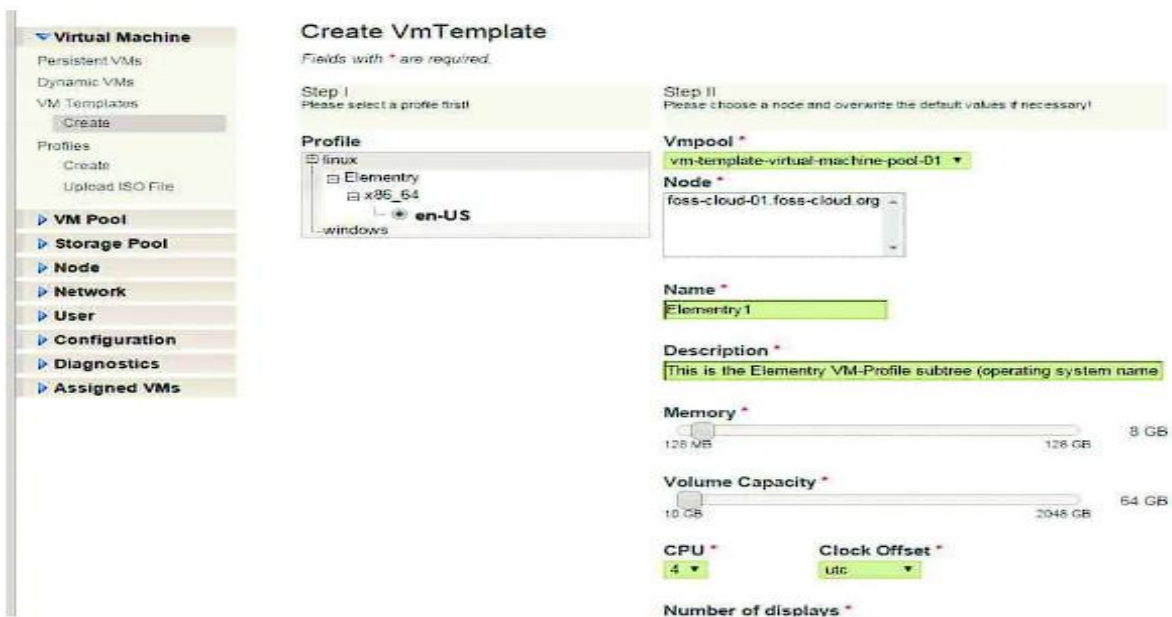 Virtual Machine
Persistent VMs
Dynamic VMs
VM Templates
Create
Profiles
Create
Upload ISO File
VM Pool
Storage Pool
Node
Network
User
Configuration
Diagnostics
Assigned VMs
Create VmTemplate
Fields with * are required.
Step I
Please select a profile first!
Profile
linux
Elementry
x86_64
en-US
windows
Step II
Please choose a node and overwrite the default values if necessary!
Vmpool *
vm-template-virtual-machine-pool-01
Node *
foss-cloud-01.foss-cloud.org
Name *
Elementry1
Description *
This is the Elementry VM-Profile subtree (operating system name
Memory *
128 MB 128 GB 8 GB
Volume Capacity *
10 GB 2048 GB 64 GB
CPU * Clock Offset *
4 utc
Number of displays *